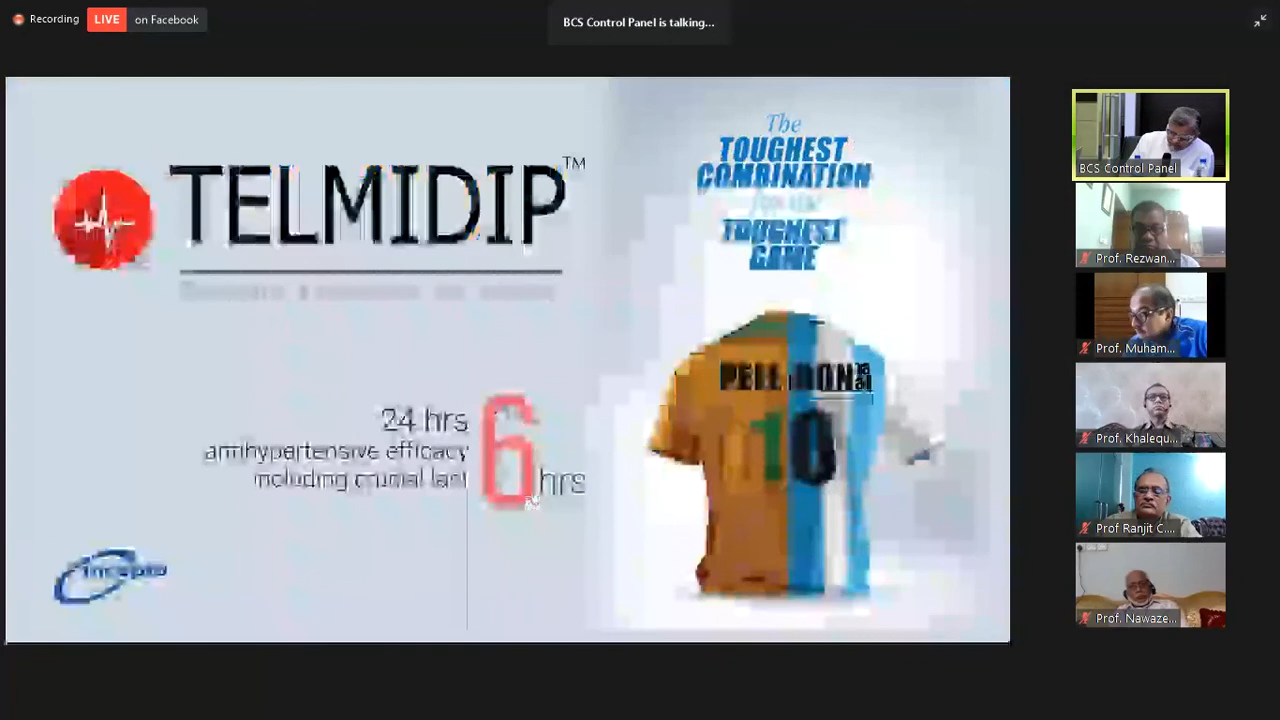 Recording
LIVE
on Facebook
BCS Control Panel is talking...
TELMIDIP™
24 hrs
antihypertensive efficacy
including crucial last
6 hrs
The
TOUGHEST
COMBINATION
TOUGHEST
GAME
10
BCS Control Panel
Prof. Rezwan...
Prof. Muham...
Prof. Khalequ...
Prof Ranjit C....
Prof. Nawaze...